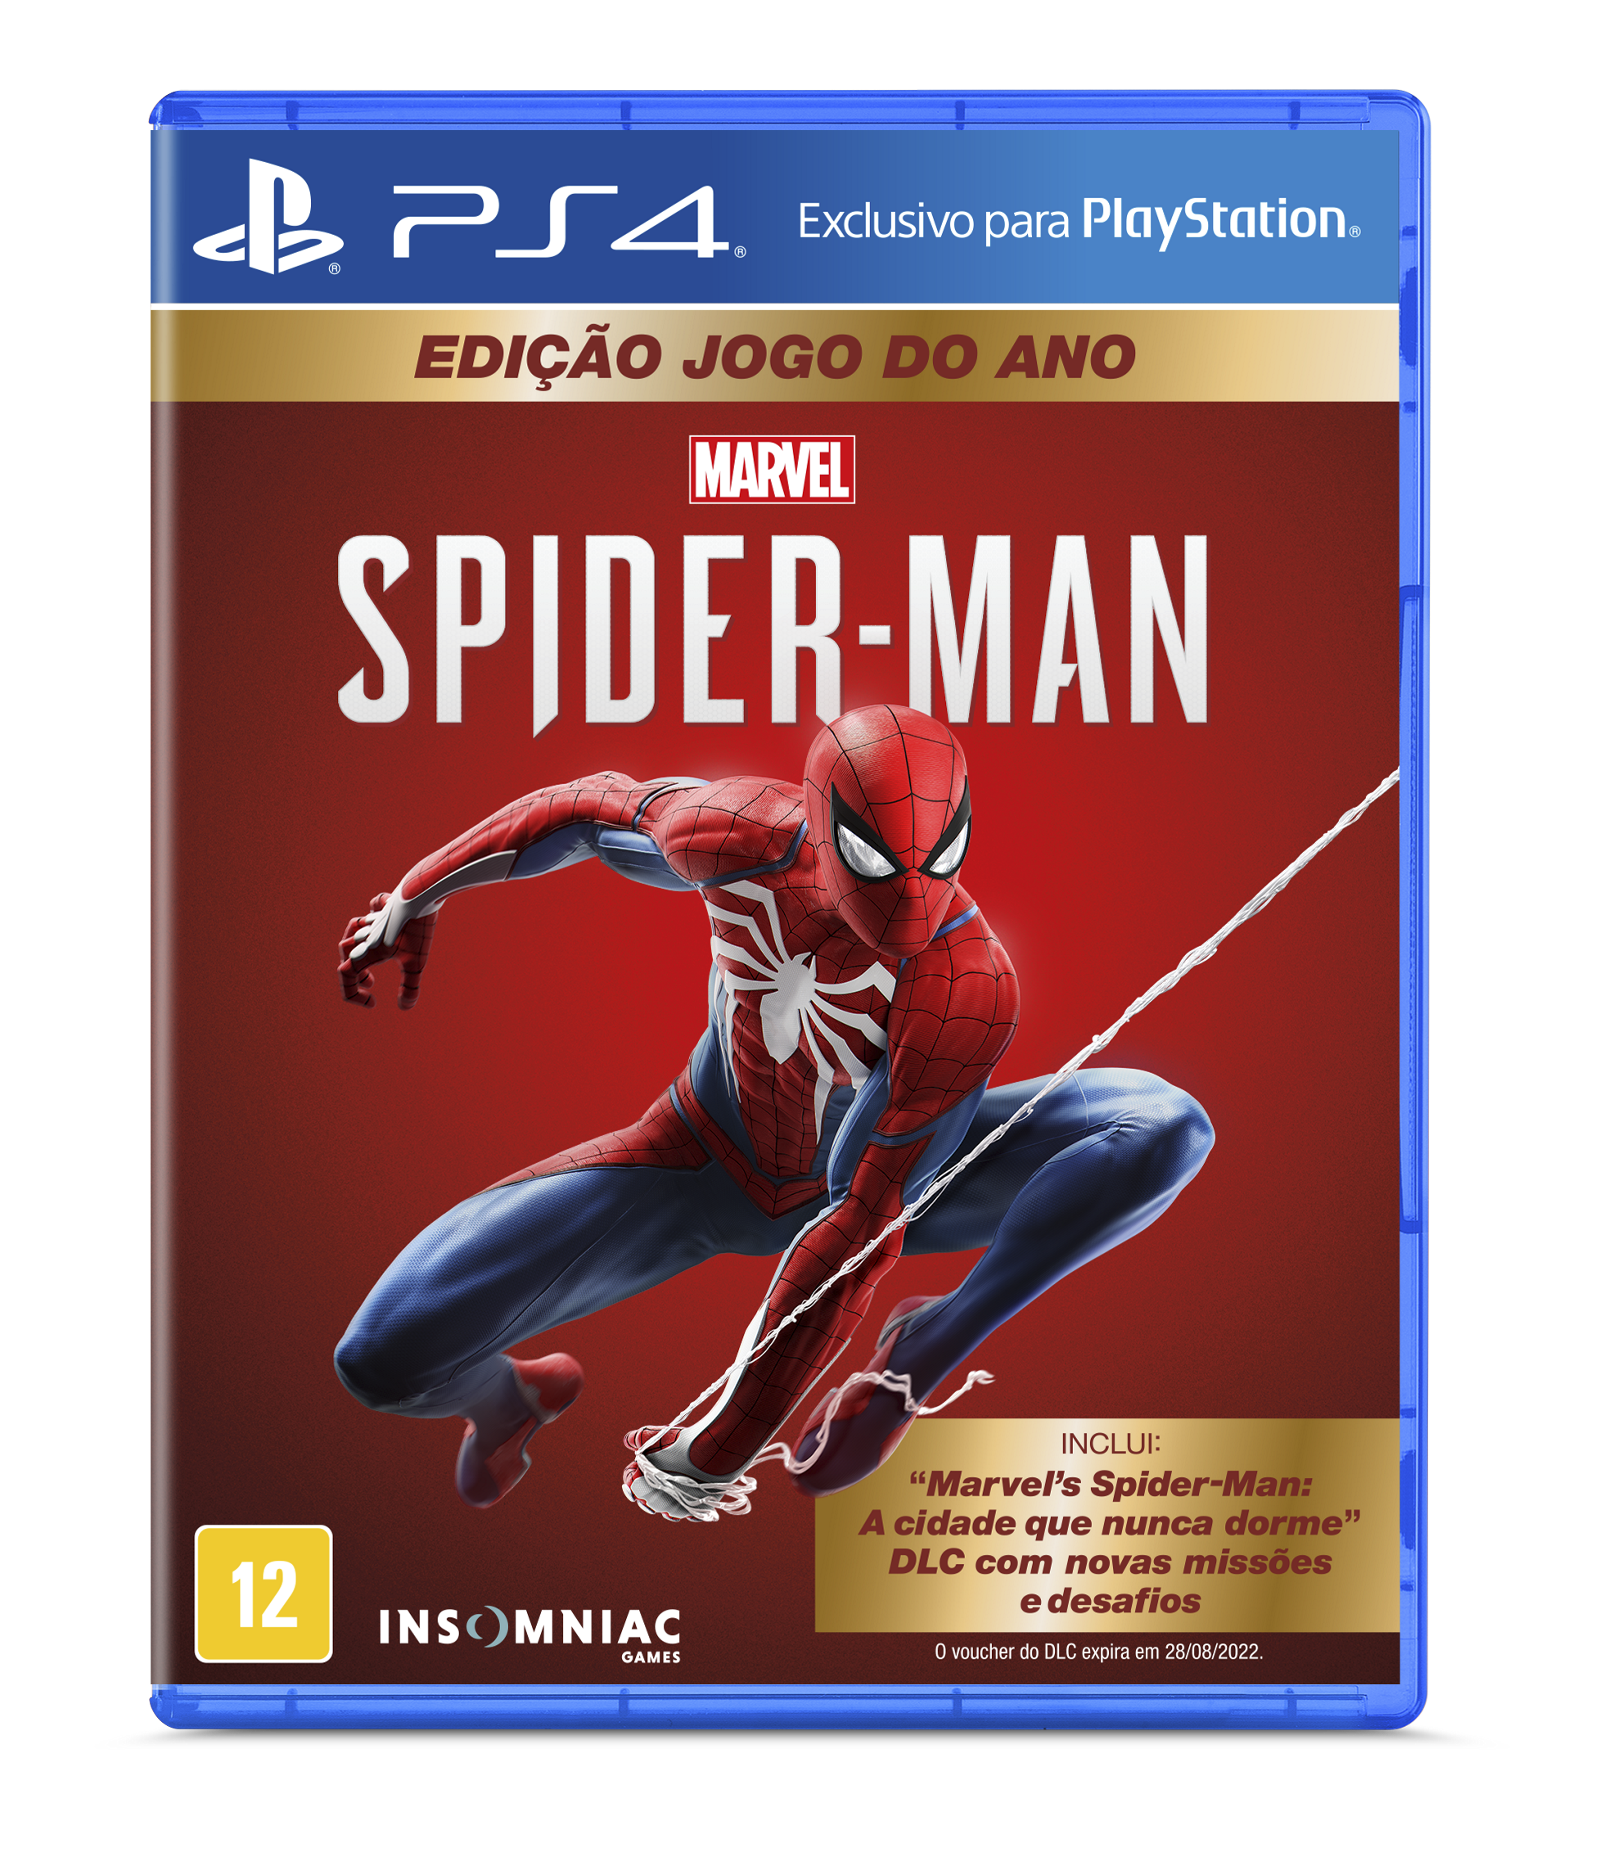 PS4®
Exclusivo para PlayStation®
EDIÇÃO JOGO DO ANO
MARVEL
SPIDER-MAN
INCLUI:
“Marvel’s Spider-Man:
A cidade que nunca dorme”
DLC com novas missões
e desafios
O voucher do DLC expira em 28/08/2022.
12
INSOMNIAC
GAMES